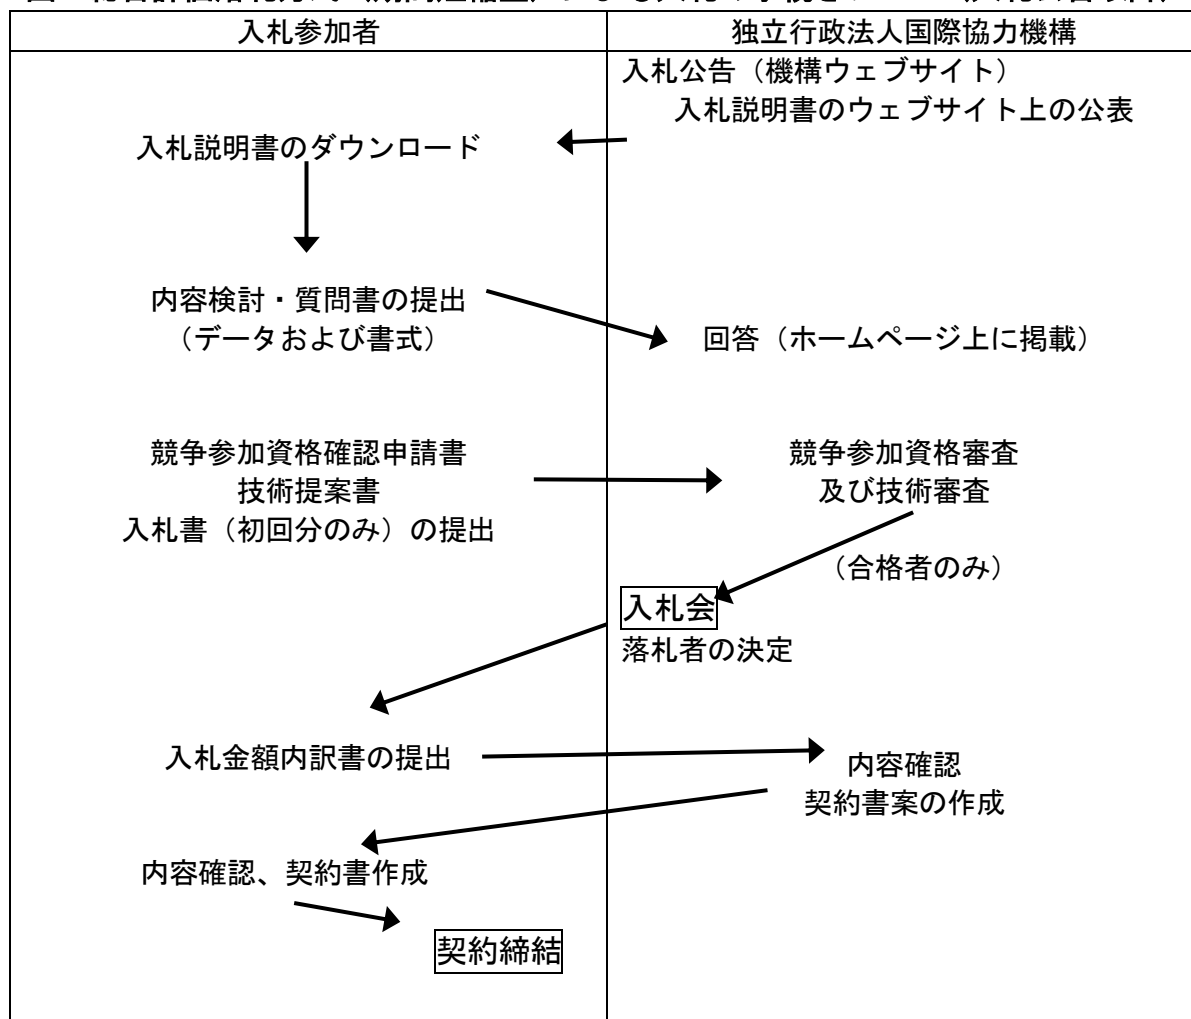 入札参加者
独立行政法人国際協力機構
入札公告（機構ウェブサイト）
入札説明書のウェブサイト上の公表
入札説明書のダウンロード
内容検討・質問書の提出
（データおよび書式）
回答（ホームページ上に掲載）
競争参加資格確認申請書
技術提案書
入札書（初回分のみ）の提出
競争参加資格審査
及び技術審査
（合格者のみ）
入札会
落札者の決定
入札金額内訳書の提出
内容確認
契約書案の作成
内容確認、契約書作成
契約締結